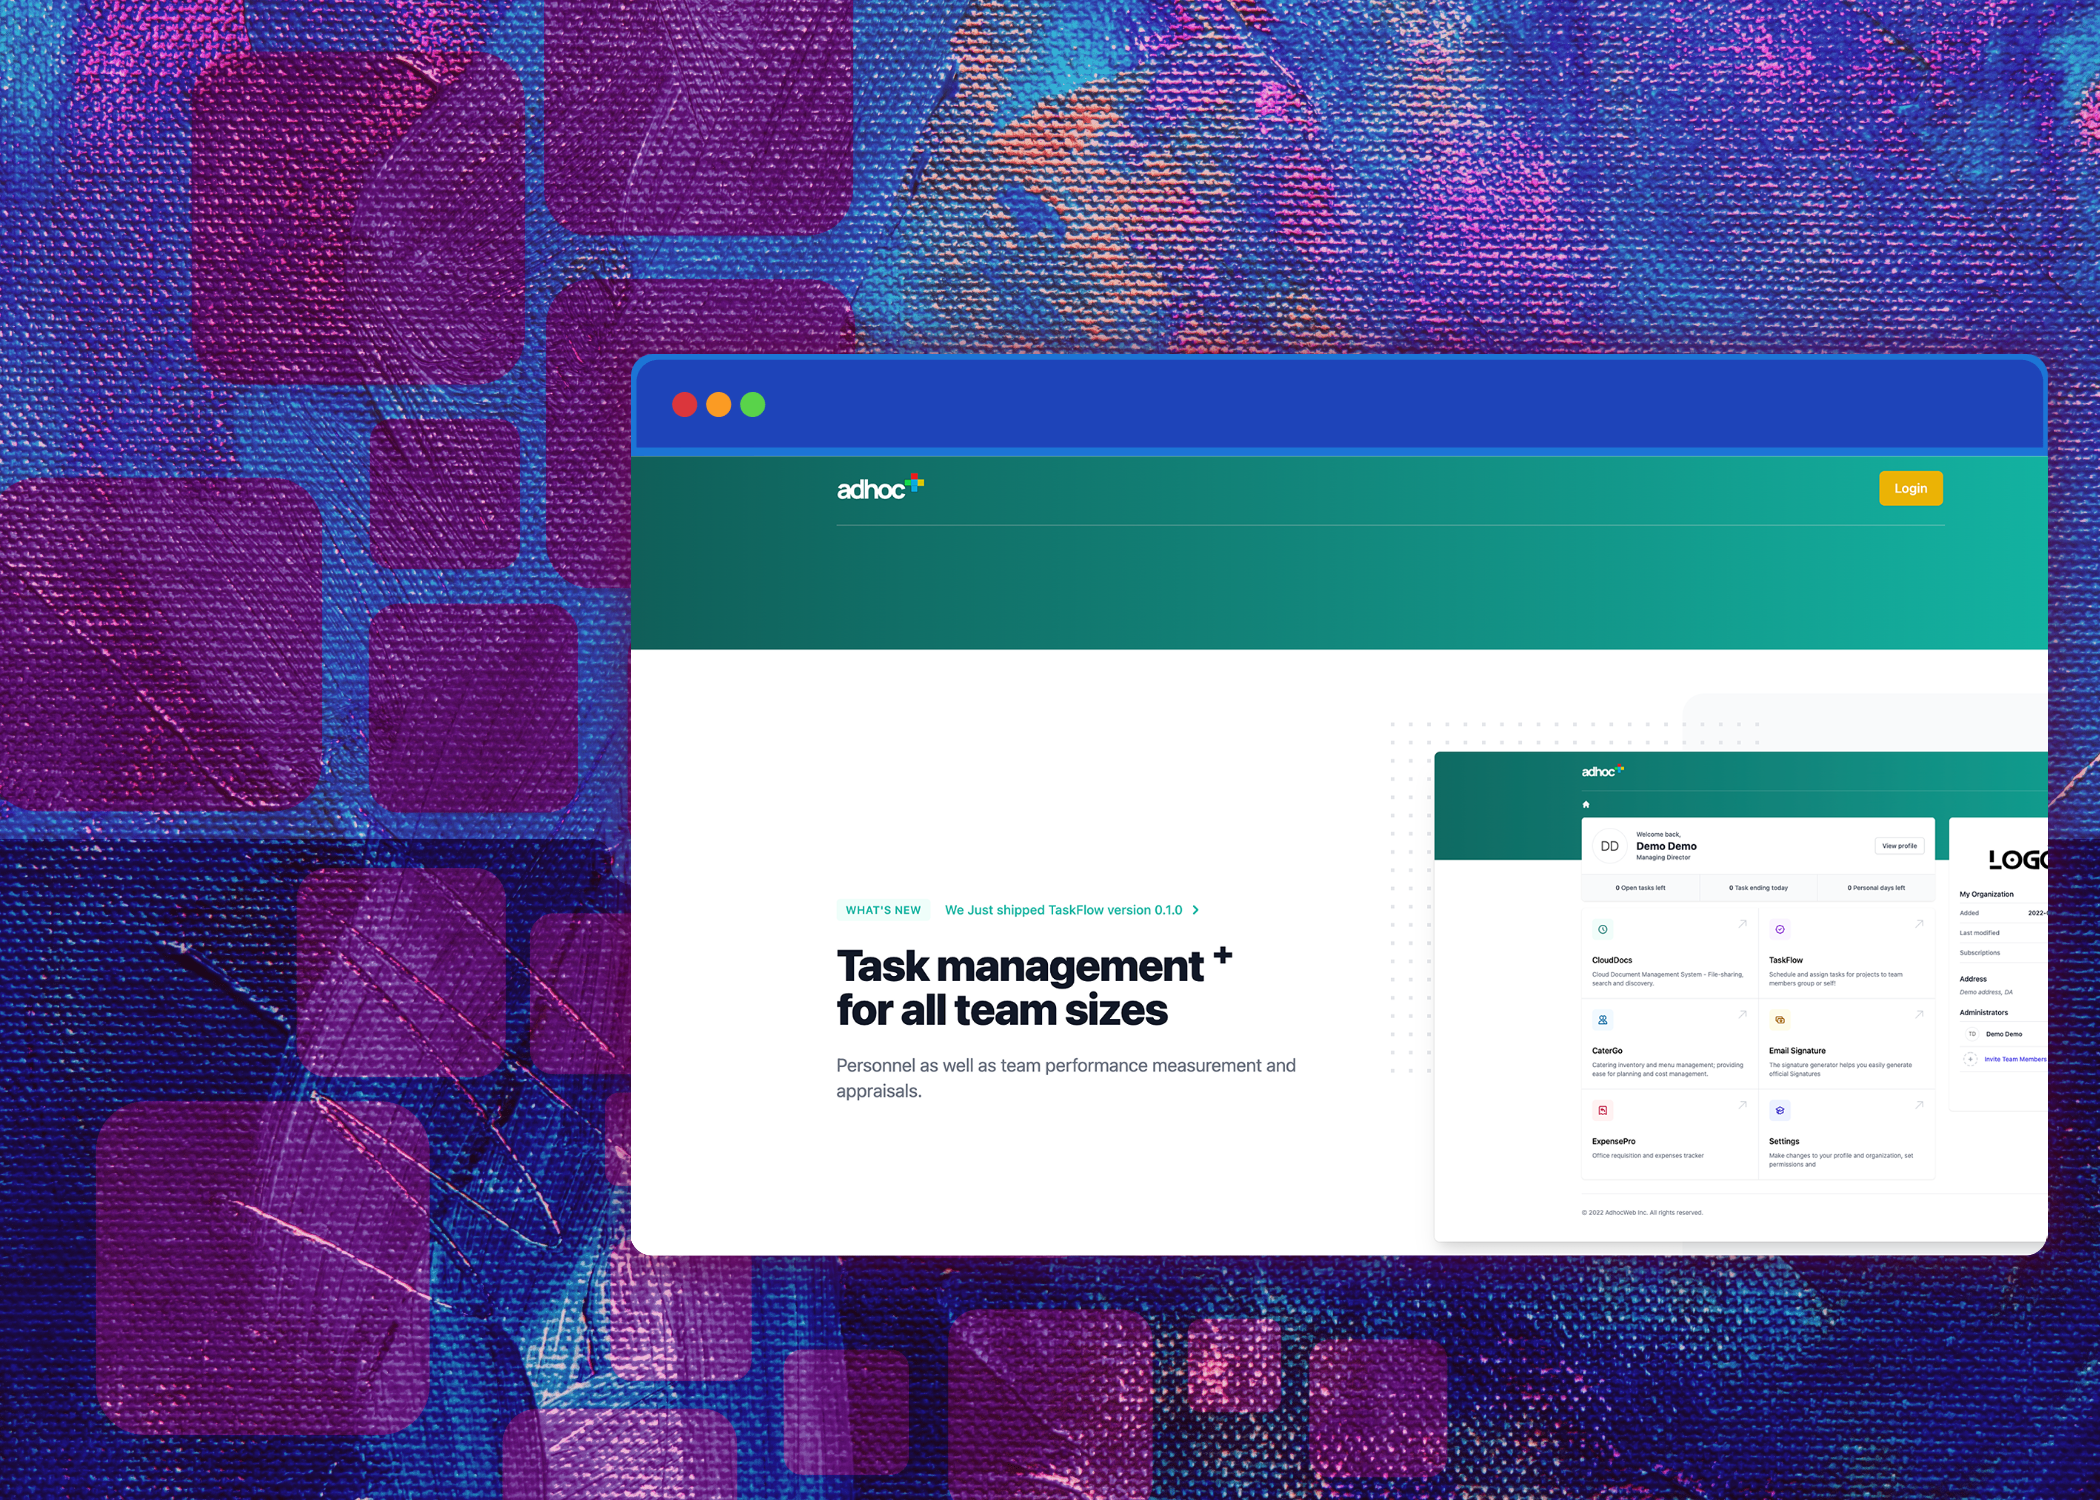 adhoc
Login
WHAT'S NEW We Just shipped TaskFlow version 0.1.0
Task management +
for all team sizes
Personnel as well as team performance measurement and
appraisals.
adhoc
DD
Welcome back,
Demo Demo
Managing Director
View profile
0 Open tasks left
0 Task ending today
0 Personal days left
CloudDocs
Cloud Document Management System - File-sharing,
search and discovery.
TaskFlow
Schedule and assign tasks for projects to team
members group or self!
CaterGo
Catering inventory and menu management; providing
ease for planning and cost management.
Email Signature
The signature generator helps you easily generate
official Signatures
ExpensePro
Office requisition and expenses tracker
Settings
Make changes to your profile and organization, set
permissions and
LOGO
My Organization
Added 2022-
Last modified
Subscriptions
Address
Demo address, DA
Administrators
TD Demo Demo
+ Invite Team Members
© 2022 AdhocWeb Inc. All rights reserved.